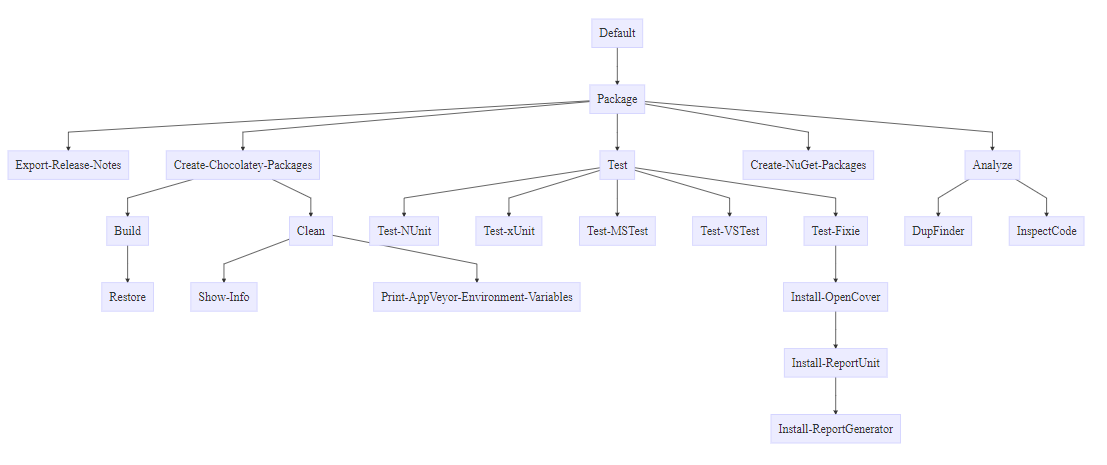 Default
Package
Export-Release-Notes
Create-Chocolatey-Packages
Test
Create-NuGet-Packages
Analyze
Build
Clean
Test-NUnit
Test-xUnit
Test-MSTest
Test-VSTest
Test-Fixie
DupFinder
InspectCode
Restore
Show-Info
Print-AppVeyor-Environment-Variables
Install-OpenCover
Install-ReportUnit
Install-ReportGenerator